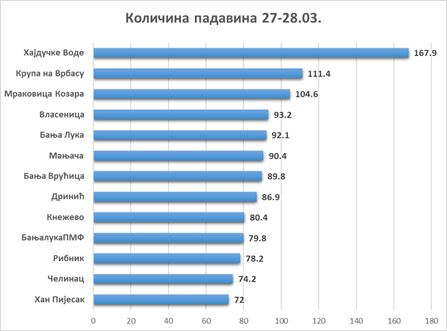 Количина падавина 27-28.03.
Хајдучке Воде 167.9
Крупа на Врбасу 111.4
Мраковица Козара 104.6
Власеница 93.2
Бања Лука 92.1
Мањача 90.4
Бања Врућица 89.8
Дринић 86.9
Кнежево 80.4
БањалукаПМФ 79.8
Рибник 78.2
Челинац 74.2
Хан Пијесак 72
0 20 40 60 80 100 120 140 160 180